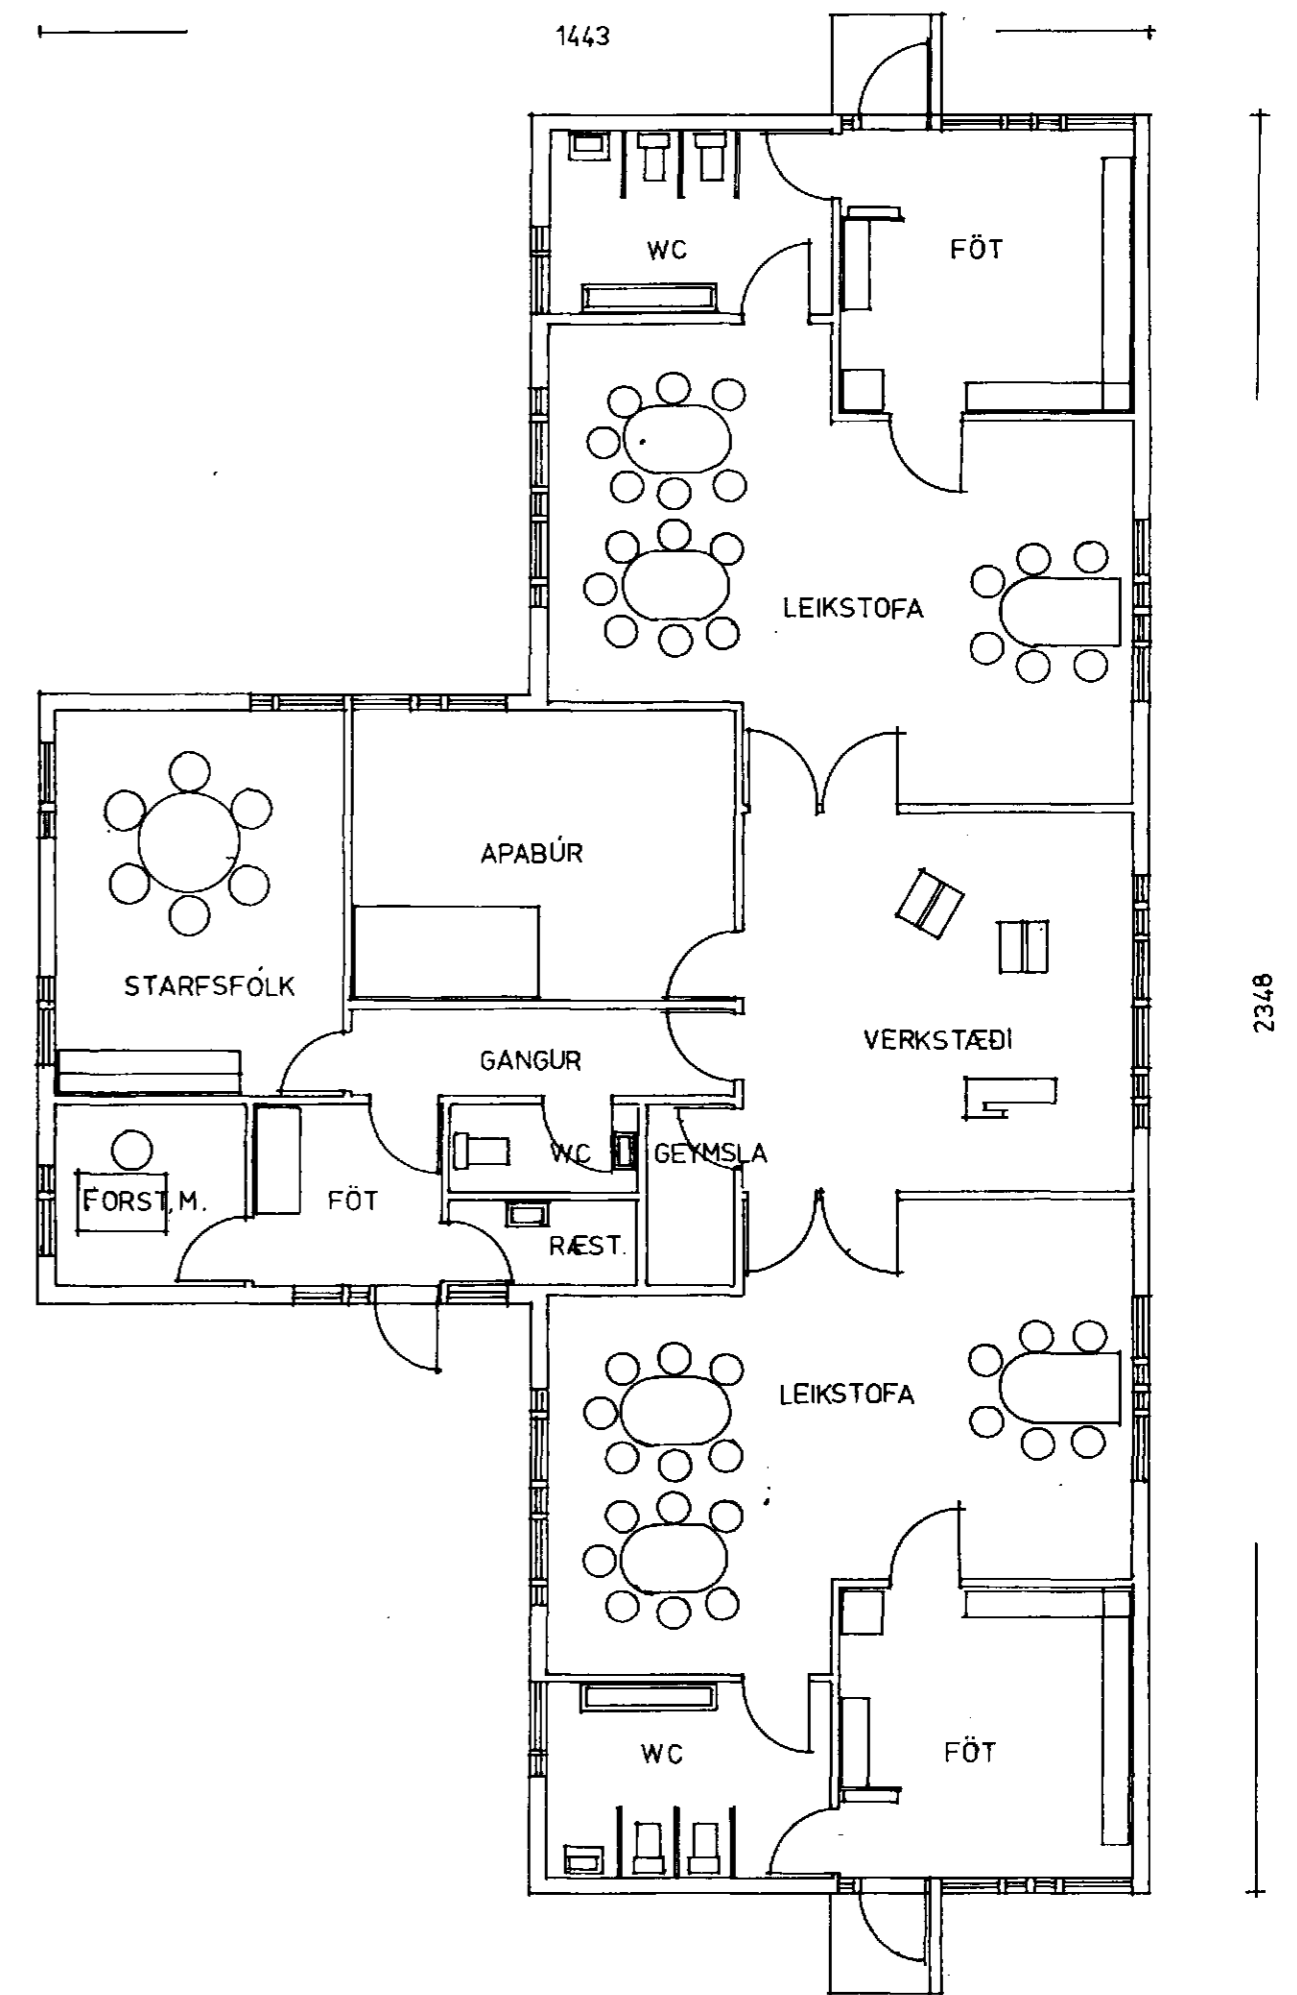 1443
WC
FÖT
LEIKSTOFA
APABÚR
STARFSFÓLK
2348
VERKSTÆÐI
GANGUR
WC
GEYMSLA
FORST.M.
FÖT
RÆST.
LEIKSTOFA
WC
FÖT